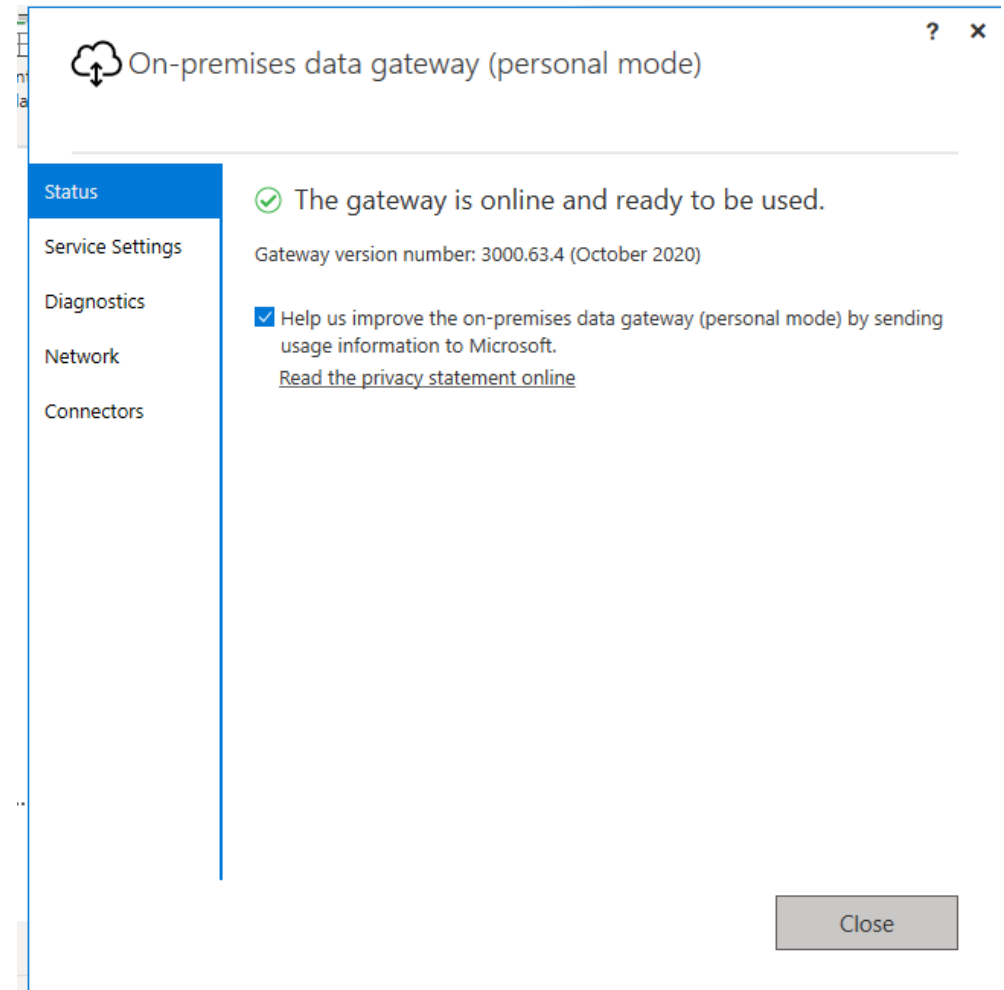 ? ×
On-premises data gateway (personal mode)
Status
Service Settings
Diagnostics
Network
Connectors
The gateway is online and ready to be used.
Gateway version number: 3000.63.4 (October 2020)
Help us improve the on-premises data gateway (personal mode) by sending
usage information to Microsoft.
Read the privacy statement online
Close